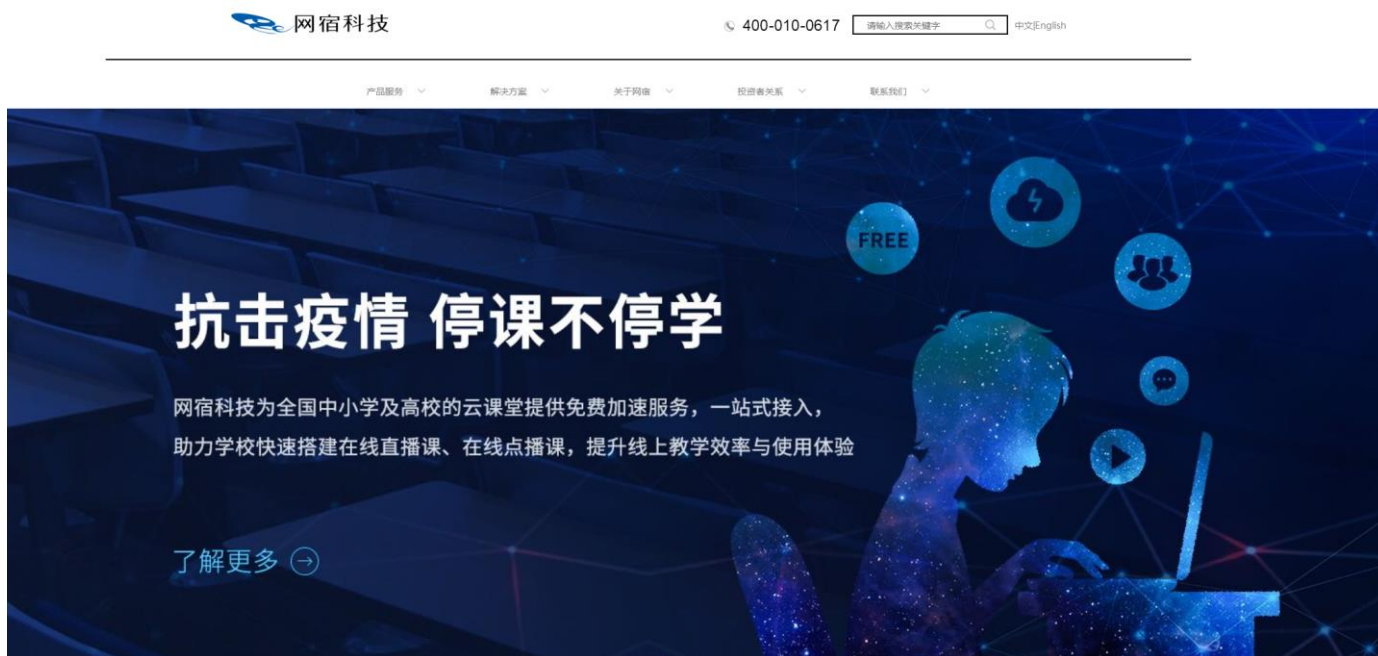 网宿科技
400-010-0617
请输入搜索关键字
中文|English
产品服务 解决方案 关于网宿 投资者关系 联系我们
FREE
抗击疫情 停课不停学
网宿科技为全国中小学及高校的云课堂提供免费加速服务，一站式接入，
助力学校快速搭建在线直播课、在线点播课，提升线上教学效率与使用体验
了解更多